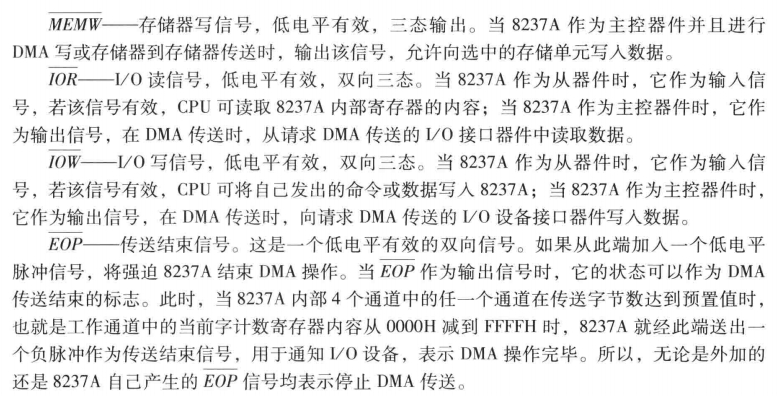 MEMW——存储器写信号，低电平有效，三态输出。当 8237A 作为主控器件并且进行
DMA 写或存储器到存储器传送时，输出该信号，允许向选中的存储单元写入数据。
IOR——I/O 读信号，低电平有效，双向三态。当 8237A 作为从器件时，它作为输入信
号，若该信号有效，CPU 可读取 8237A 内部寄存器的内容；当 8237A 作为主控器件时，它作
为输出信号，在 DMA 传送时，从请求 DMA 传送的 I/O 接口器件中读取数据。
IOW——I/O 写信号，低电平有效，双向三态。当 8237A 作为从器件时，它作为输入信
号，若该信号有效，CPU 可将自己发出的命令或数据写入 8237A；当 8237A 作为主控器件时，
它作为输出信号，在 DMA 传送时，向请求 DMA 传送的 I/O 设备接口器件写入数据。
EOP——传送结束信号。这是一个低电平有效的双向信号。如果从此端加入一个低电平
脉冲信号，将强迫 8237A 结束 DMA 操作。当 EOP 作为输出信号时，它的状态可以作为 DMA
传送结束的标志。此时，当 8237A 内部 4 个通道中的任一个通道在传送字节数达到预置值时，
也就是工作通道中的当前字计数寄存器内容从 0000H 减到 FFFFH 时，8237A 就经此端送出一
个负脉冲作为传送结束信号，用于通知 I/O 设备，表示 DMA 操作完毕。所以，无论是外加的
还是 8237A 自己产生的 EOP 信号均表示停止 DMA 传送。